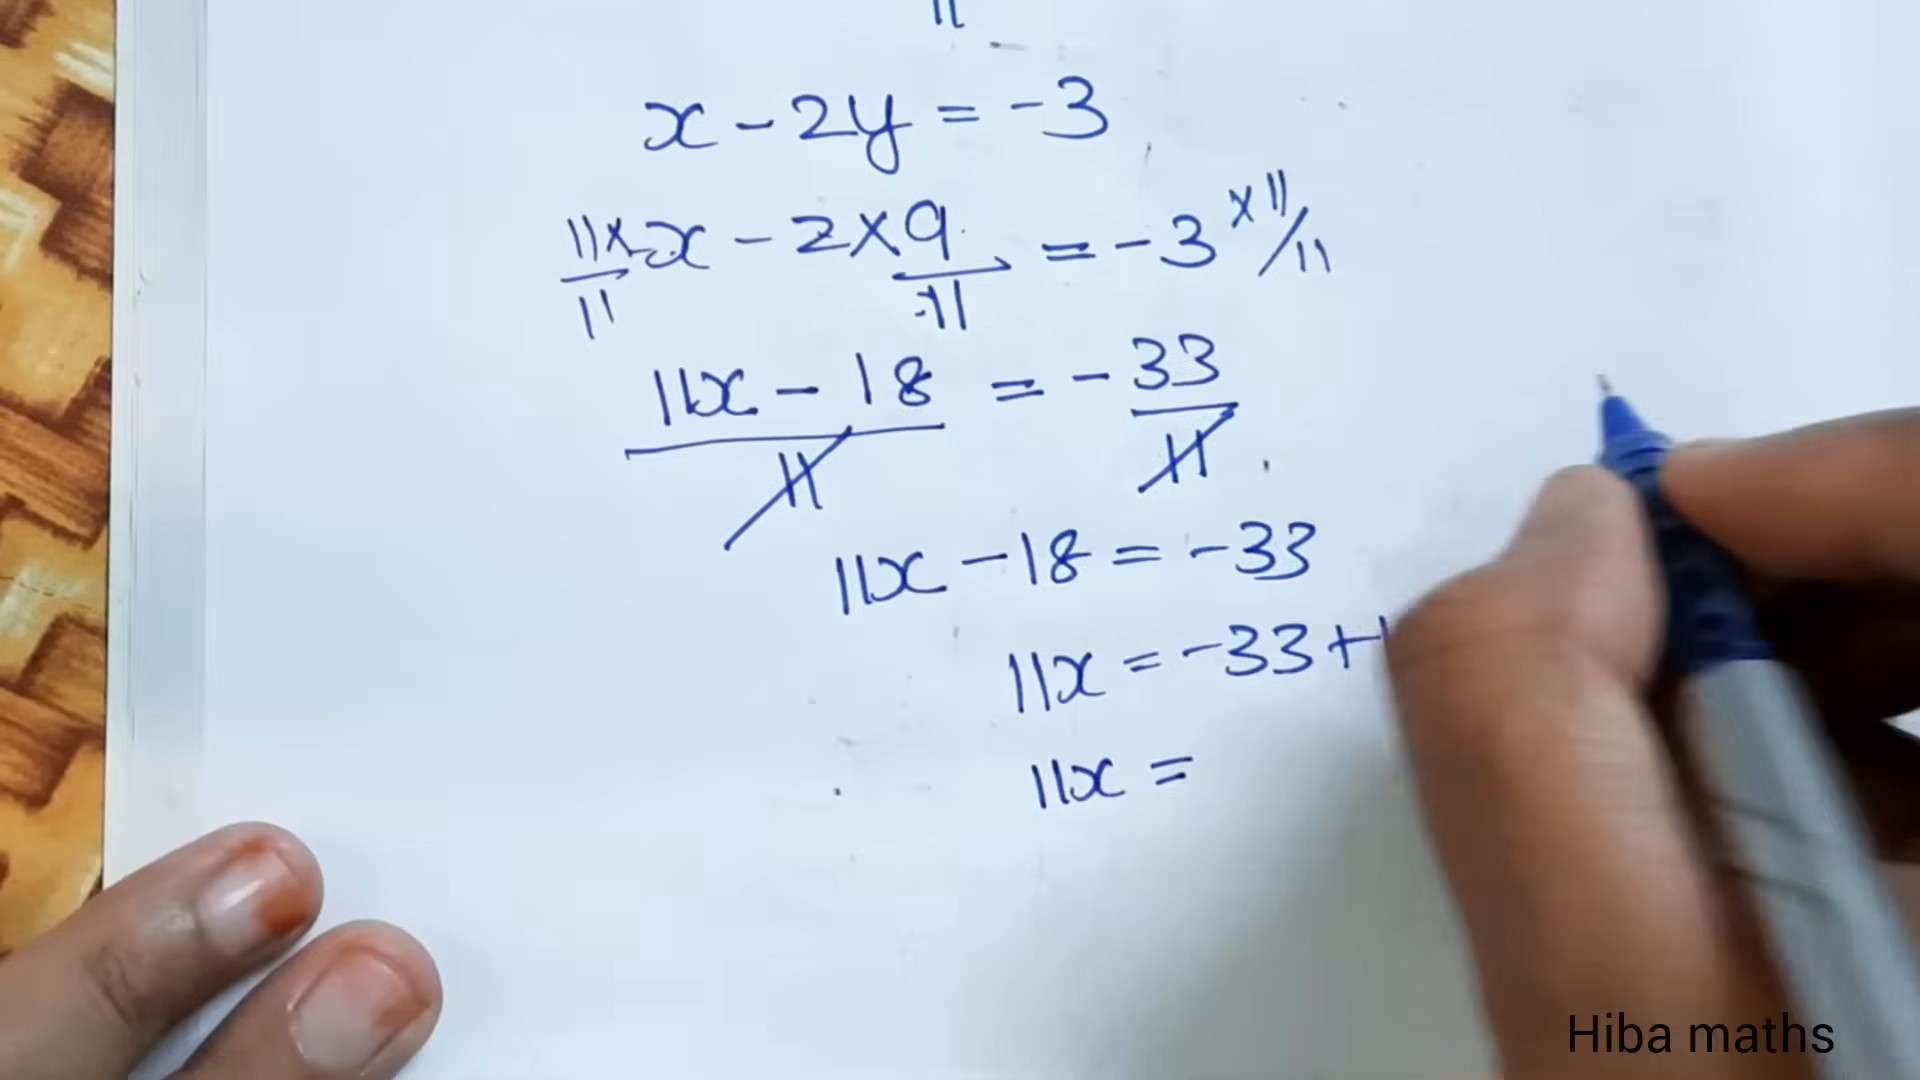 11
x - 2y = -3
11×/11 x - 2×9/11 = -3 ×11/11
11x - 18/11 = -33/11
11x - 18 = -33
11x = -33 +
11x =
Hiba maths